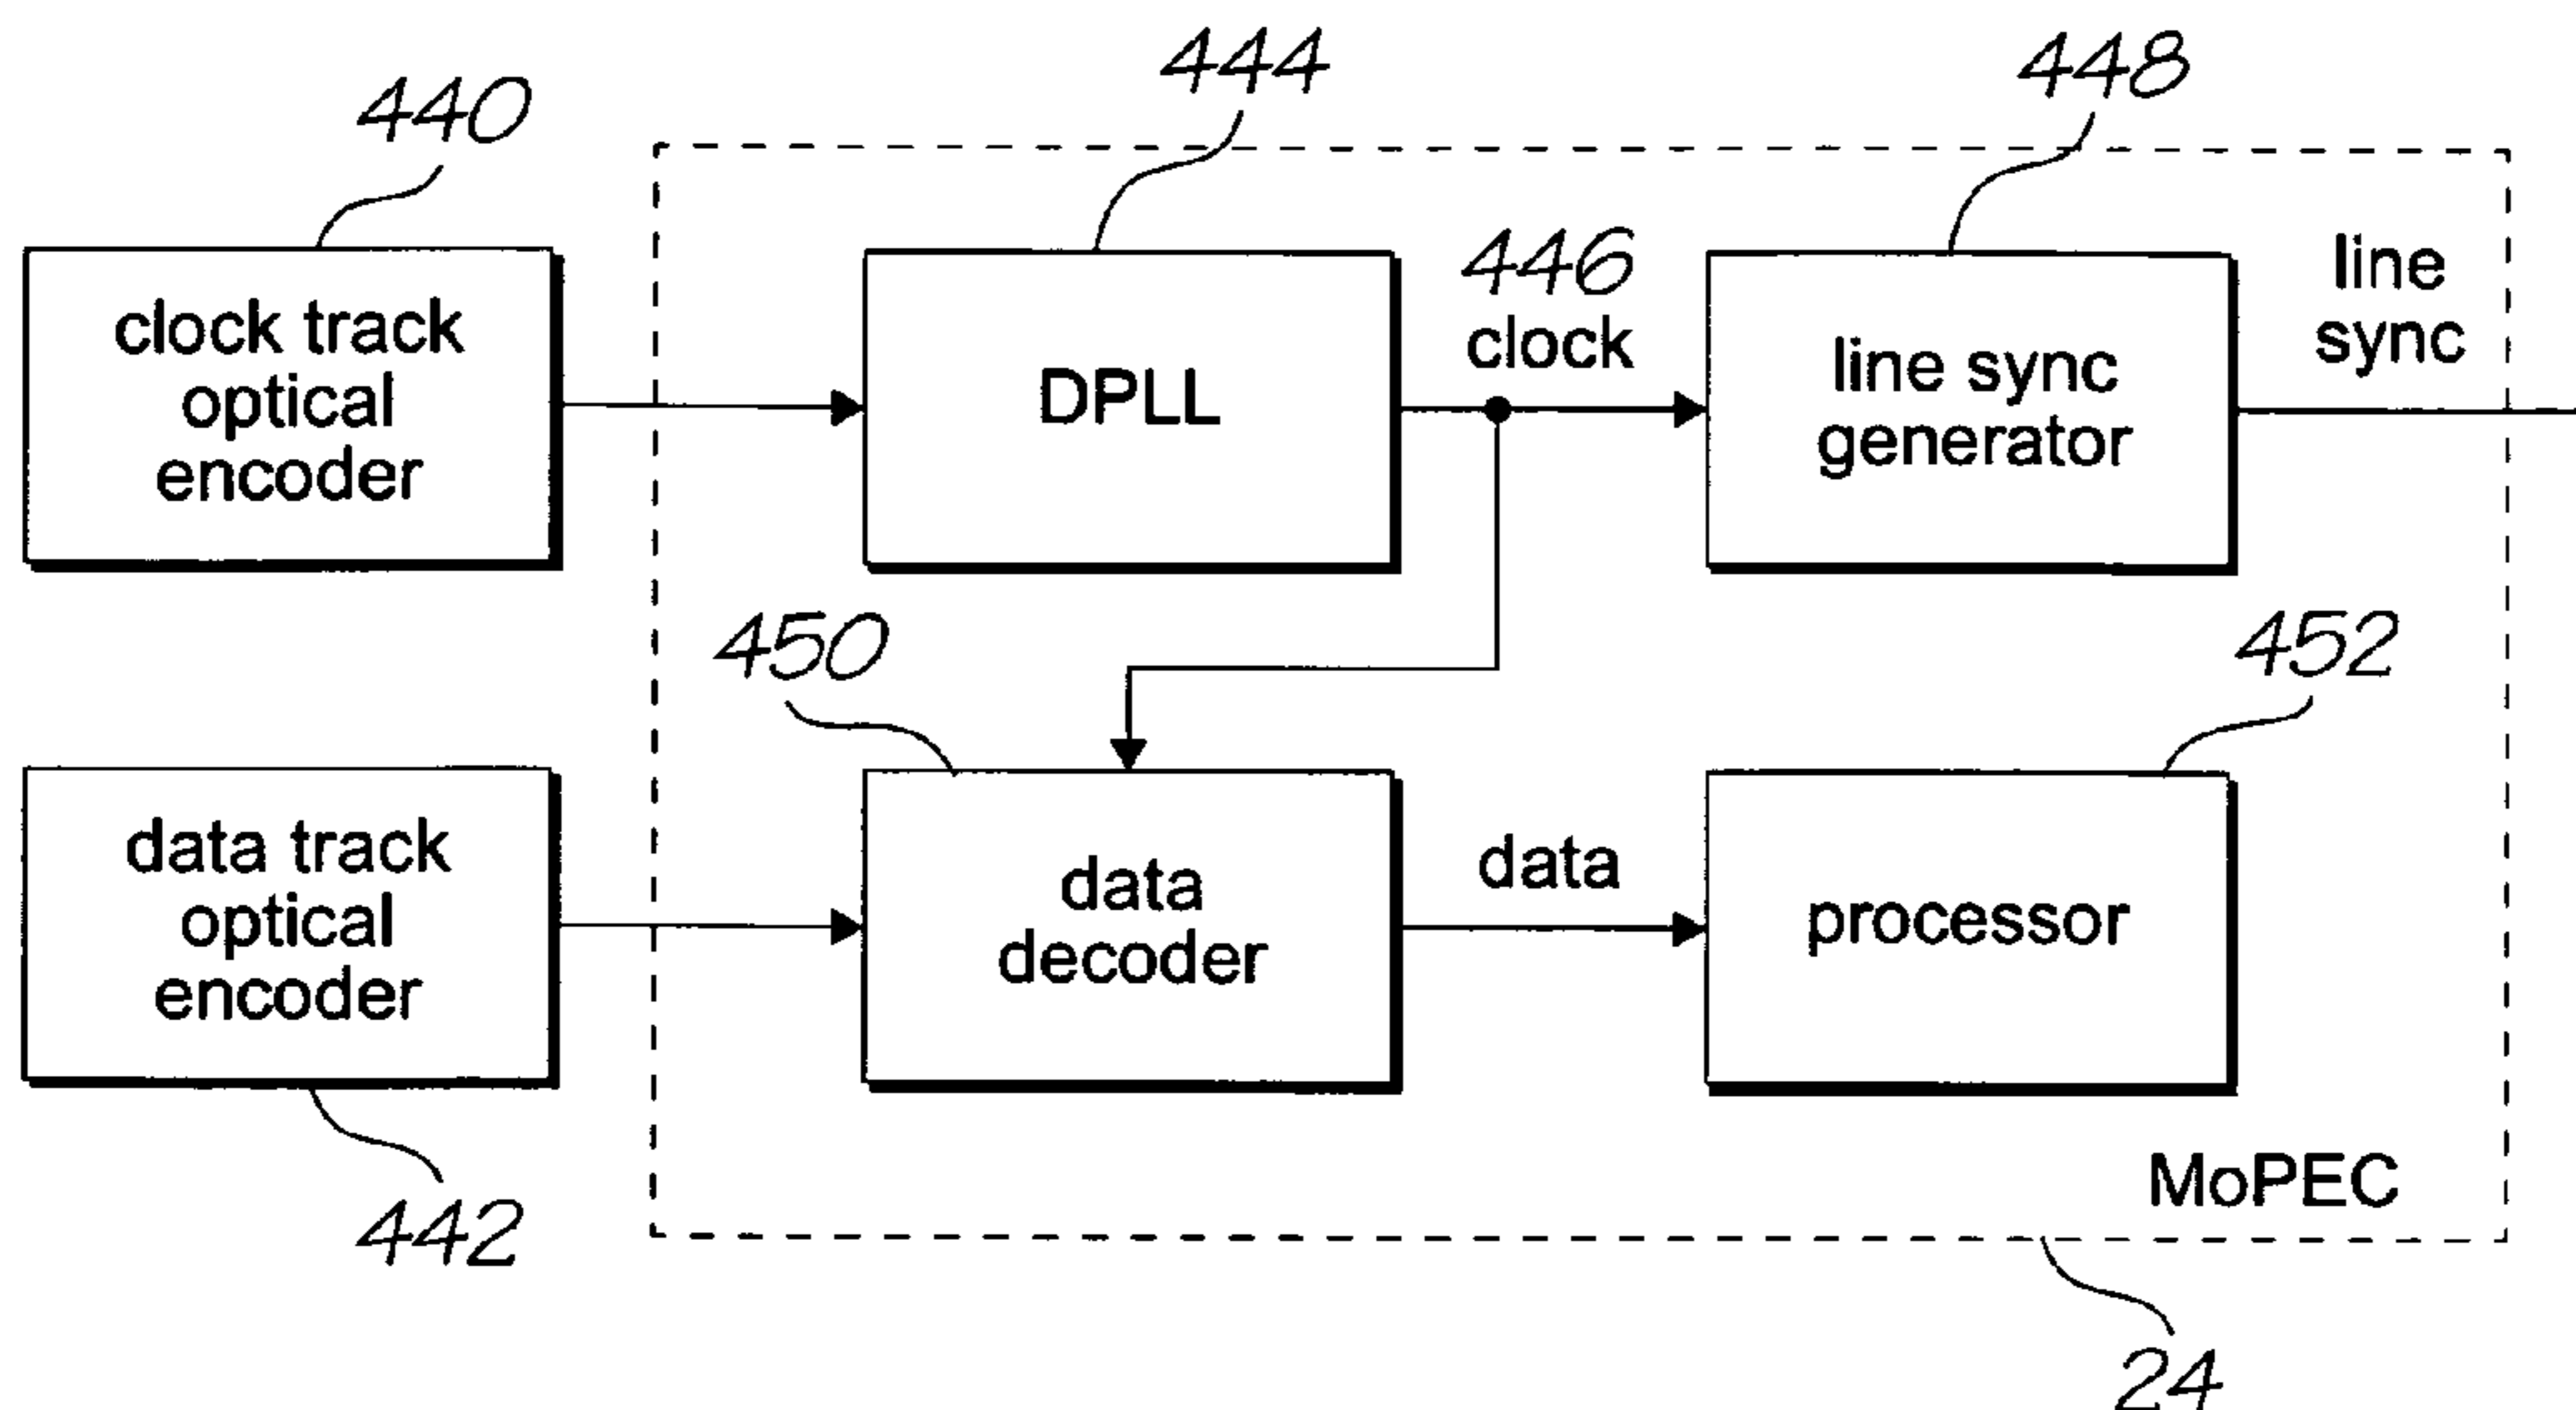 444
448
440
446
clock
line
sync
clock track
optical
encoder
DPLL
line sync
generator
450
452
data track
optical
encoder
data
decoder
data
processor
MoPEC
442
24